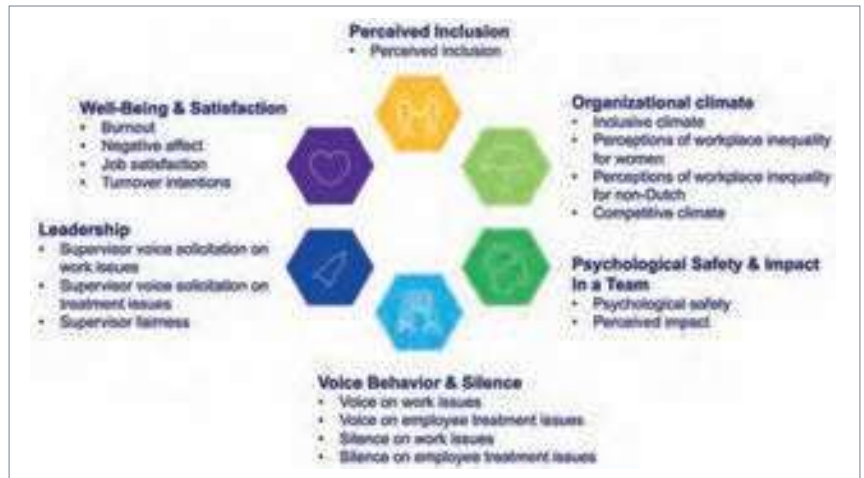 Perceived Inclusion
• Perceived inclusion
Organizational climate
• Inclusive climate
• Perceptions of workplace inequality
for women
• Perceptions of workplace inequality
for non-Dutch
• Competitive climate
Psychological Safety & Impact
In a Team
• Psychological safety
• Perceived impact
Voice Behavior & Silence
• Voice on work issues
• Voice on employee treatment issues
• Silence on work issues
• Silence on employee treatment issues
Leadership
• Supervisor voice solicitation on
work issues
• Supervisor voice solicitation on
treatment issues
• Supervisor fairness
Well-Being & Satisfaction
• Burnout
• Negative affect
• Job satisfaction
• Turnover intentions